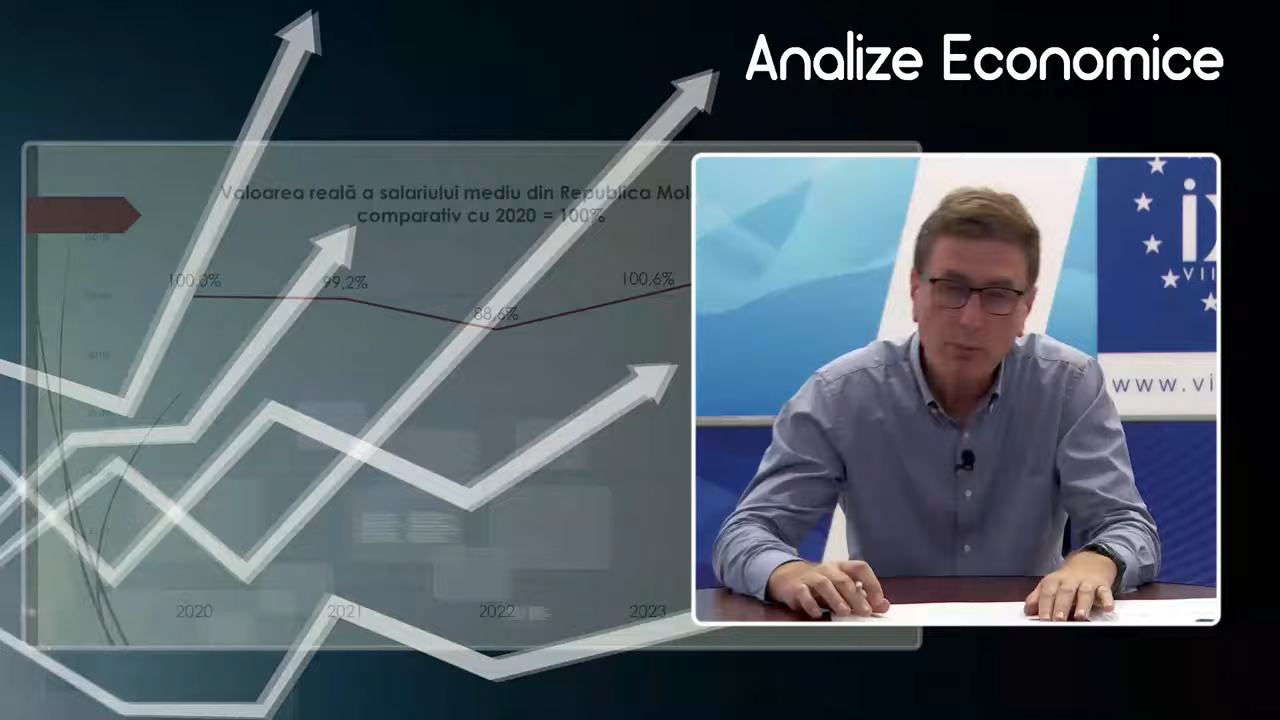 Analize Economice
Valoarea reală a salariului mediu din Republica Mol
comparativ cu 2020 = 100%
100,0%
99,2%
88,6%
100,6%
2020
2021
2022
2023
VII
www.vi